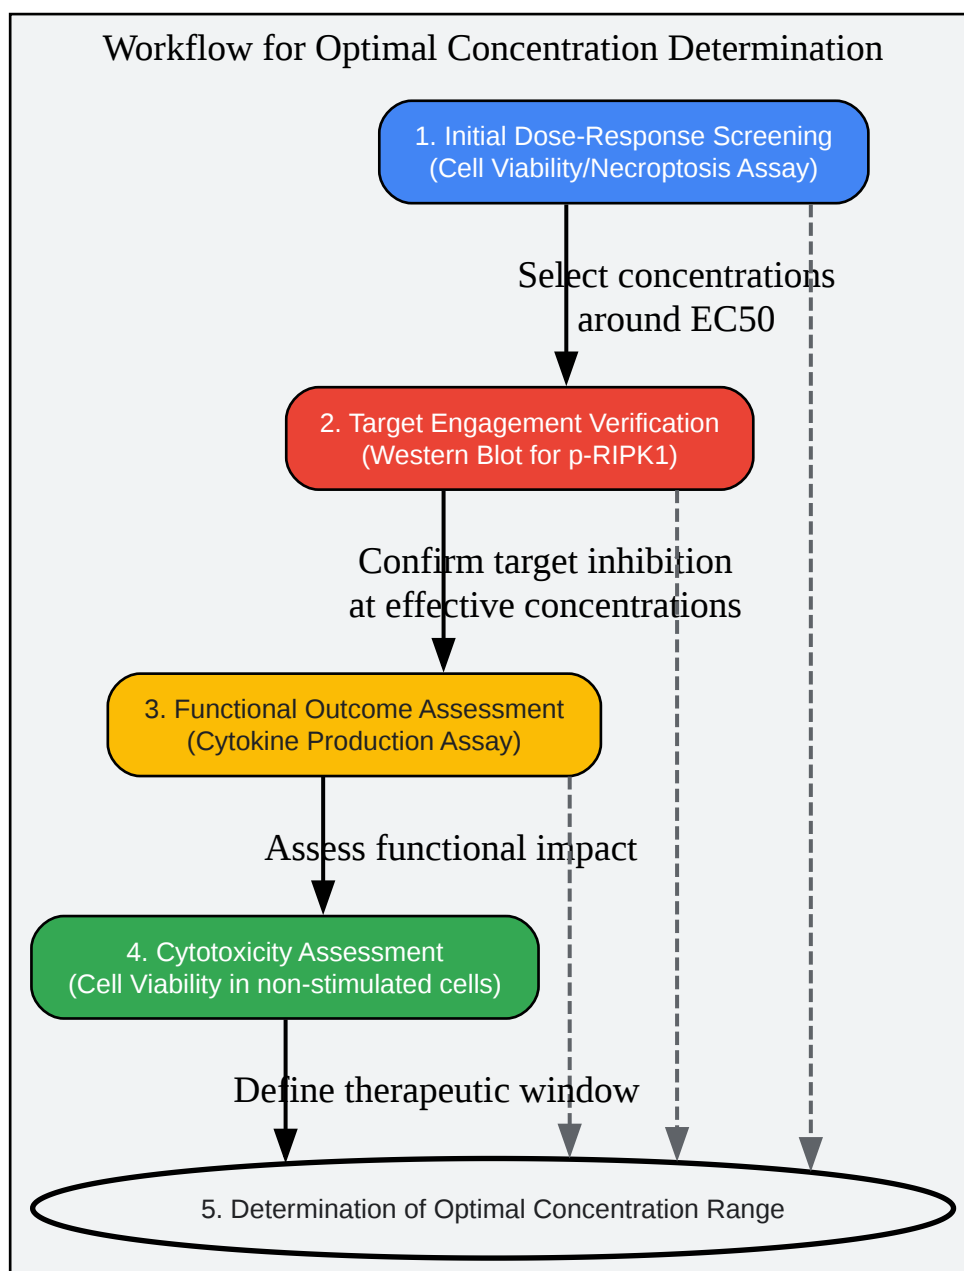 Workflow for Optimal Concentration Determination
1. Initial Dose-Response Screening
(Cell Viability/Necroptosis Assay)
Select concentrations
around EC50
2. Target Engagement Verification
(Western Blot for p-RIPK1)
Confirm target inhibition
at effective concentrations
3. Functional Outcome Assessment
(Cytokine Production Assay)
Assess functional impact
4. Cytotoxicity Assessment
(Cell Viability in non-stimulated cells)
Define therapeutic window
5. Determination of Optimal Concentration Range